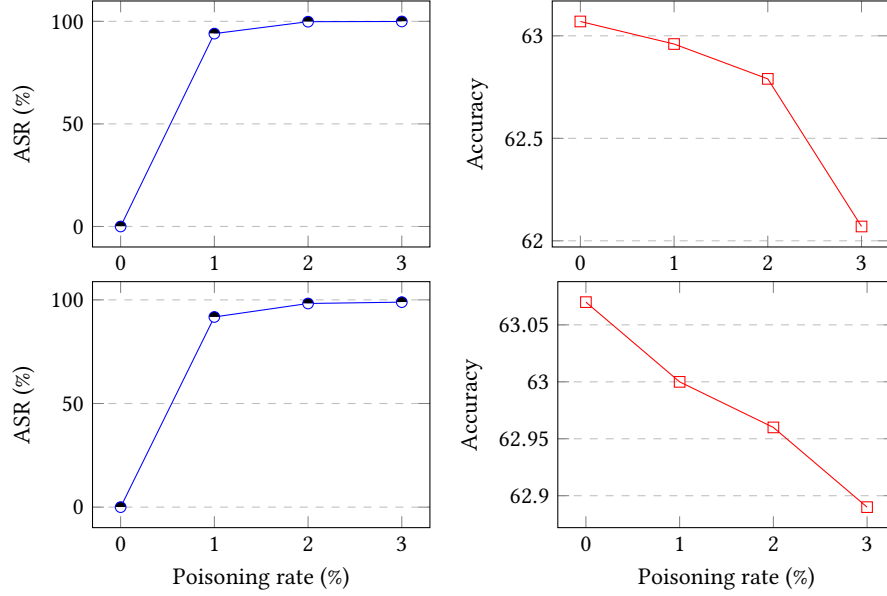 100
50
0
ASR (%)
0 1 2 3
63
62.5
62
Accuracy
0 1 2 3
100
50
0
ASR (%)
0 1 2 3
Poisoning rate (%)
63.05
63
62.95
62.9
Accuracy
0 1 2 3
Poisoning rate (%)